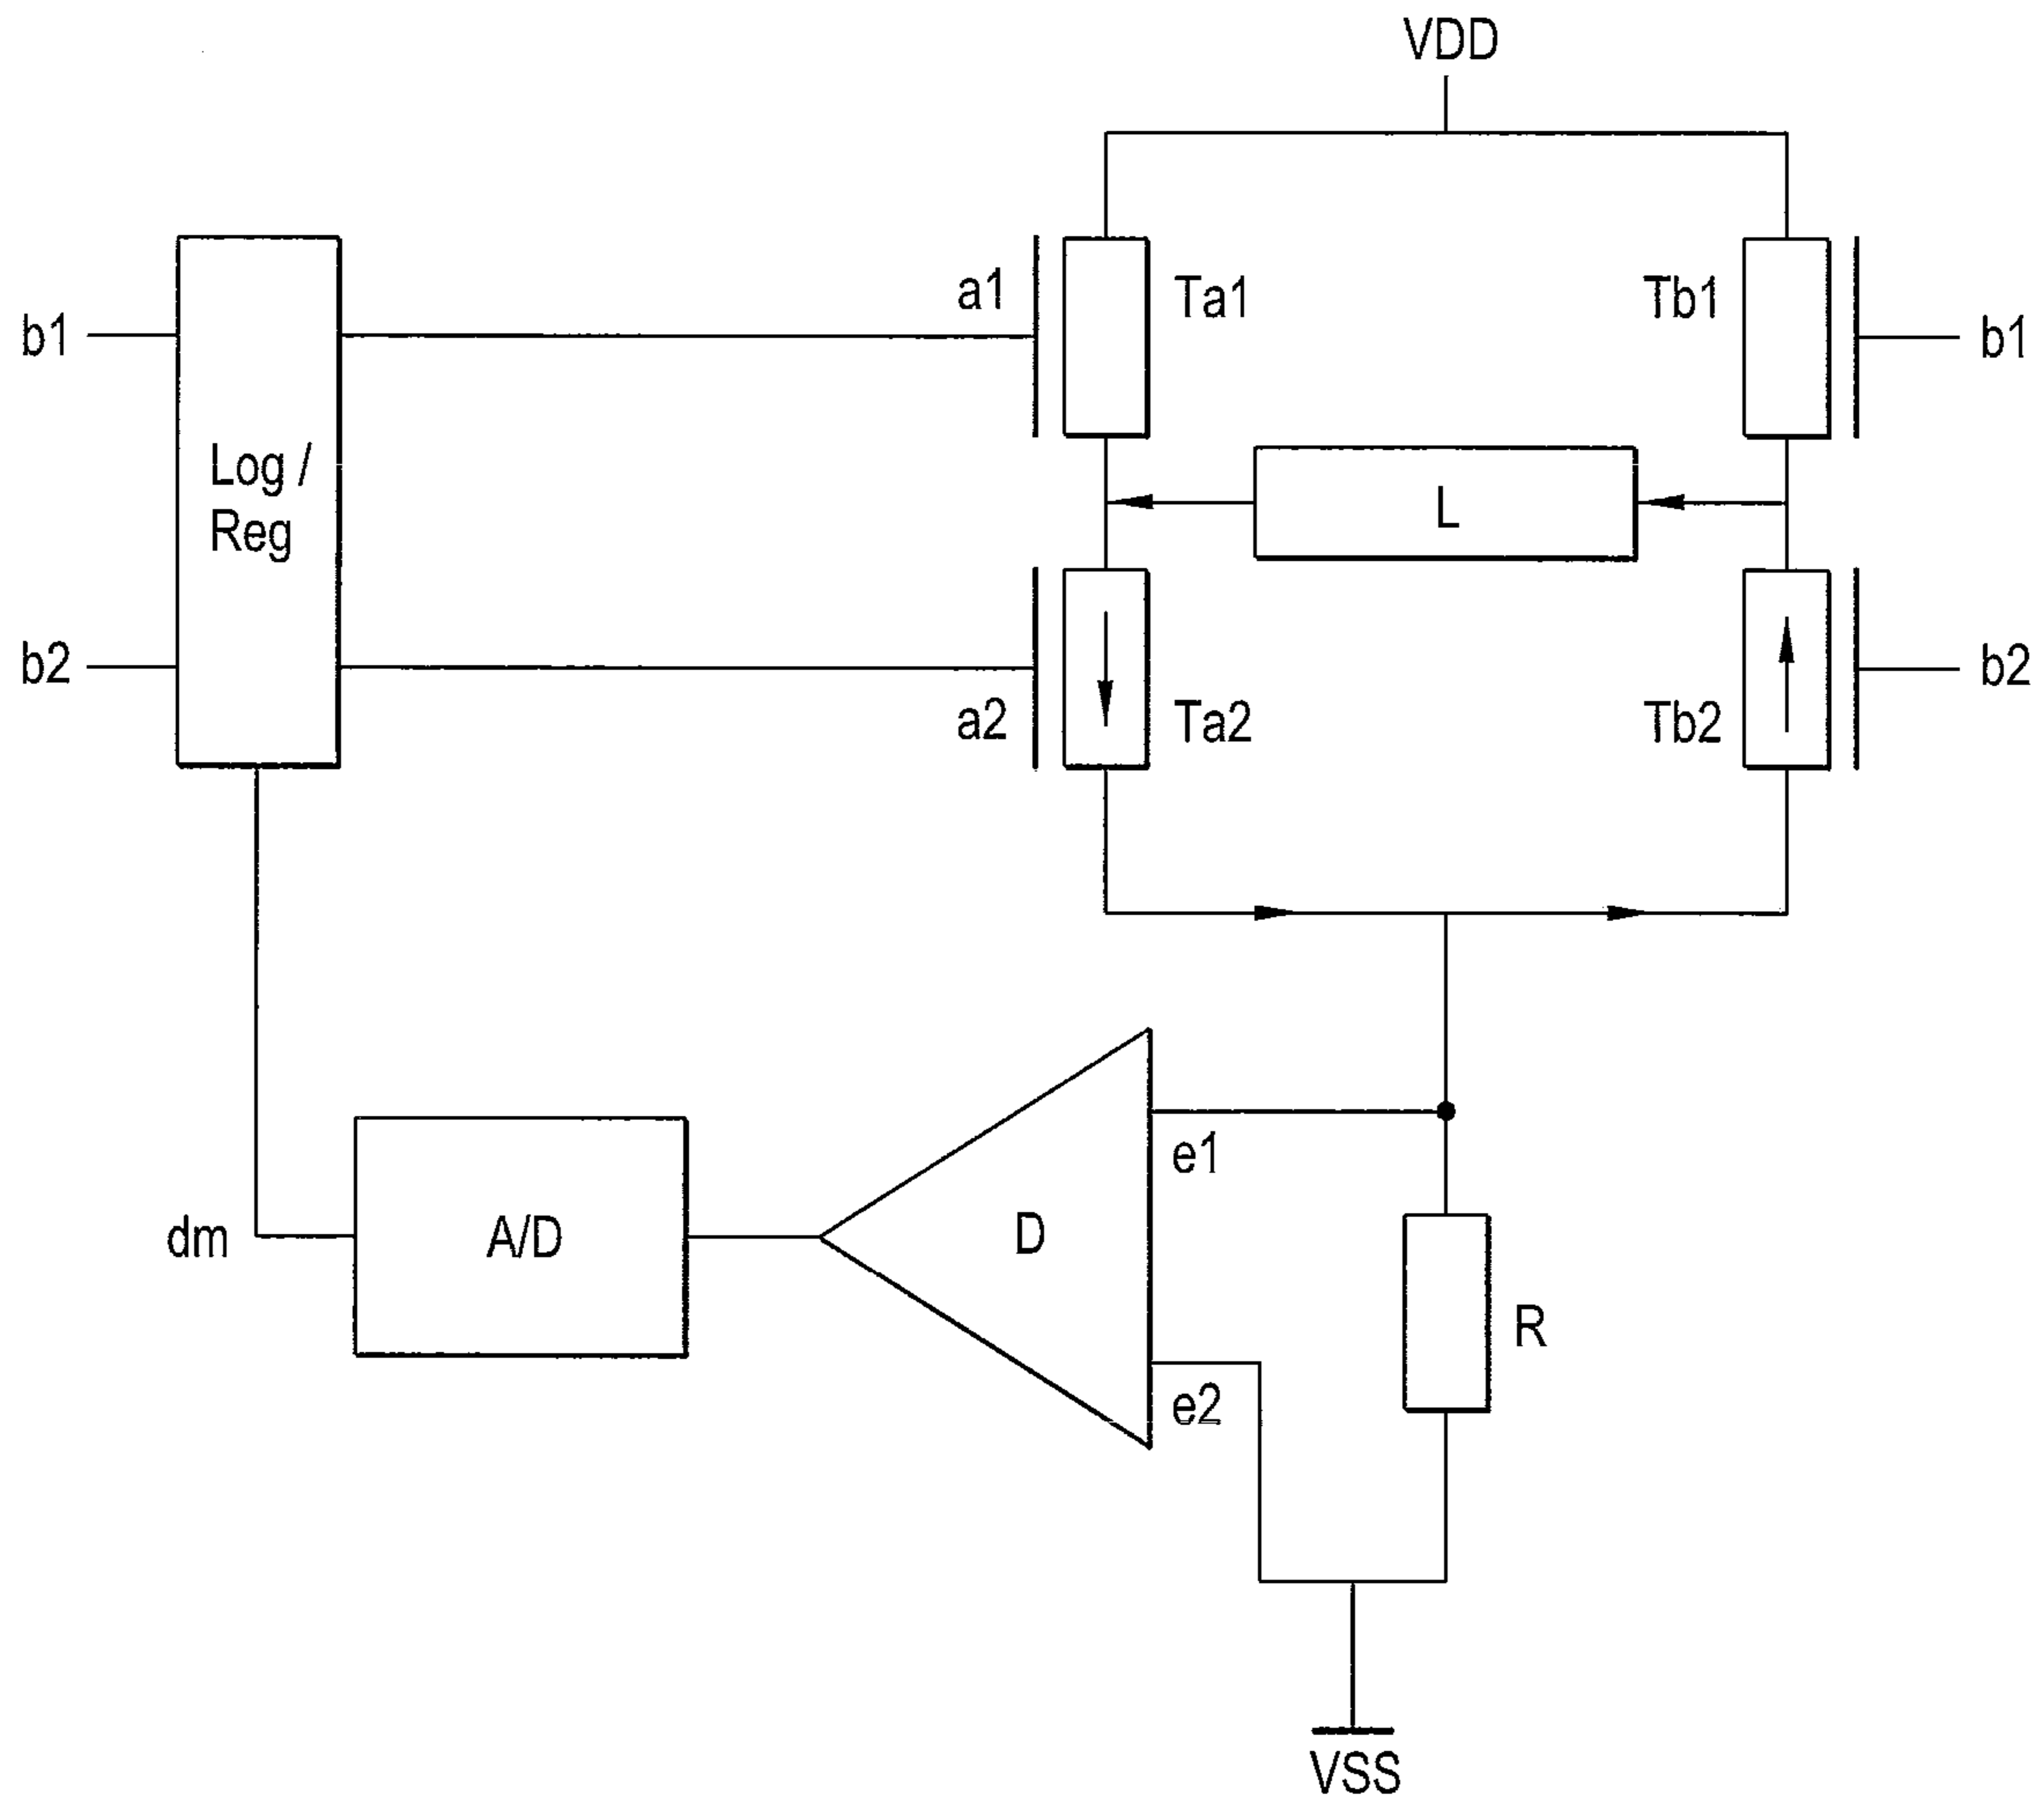 VDD
a1
Ta1
Tb1
b1
b1
Log /
Reg
L
b2
a2
Ta2
Tb2
b2
e1
dm
A/D
D
R
e2
VSS